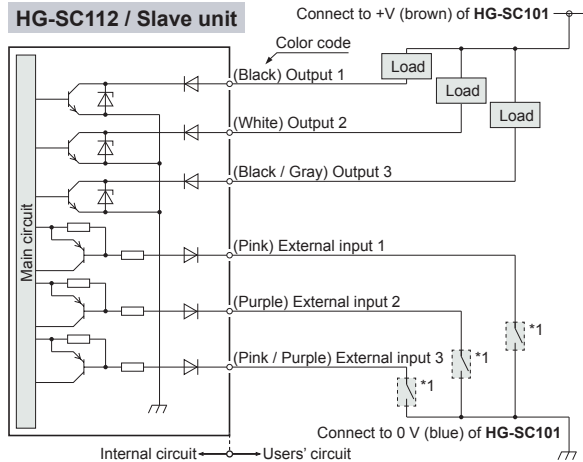 HG-SC112 / Slave unit
Connect to +V (brown) of HG-SC101
Color code
(Black) Output 1
Load
(White) Output 2
Load
(Black / Gray) Output 3
Load
Main circuit
(Pink) External input 1
(Purple) External input 2
(Pink / Purple) External input 3
*1
*1
*1
Connect to 0 V (blue) of HG-SC101
Internal circuit
Users' circuit